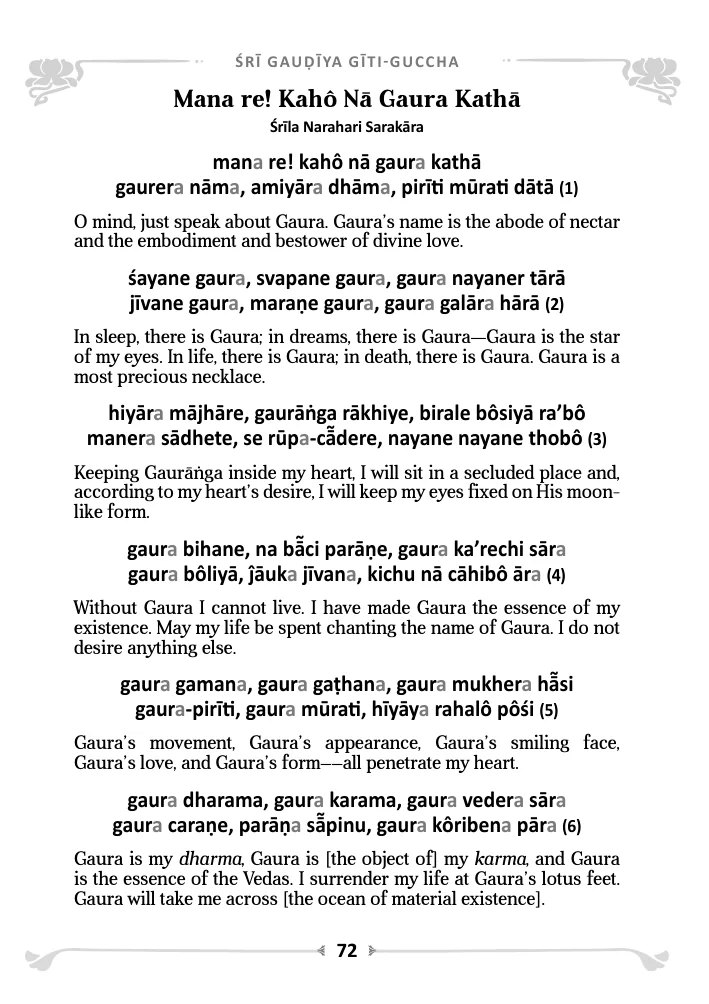 ŚRĪ GAUḌĪYA GĪTI-GUCCHA
Mana re! Kahô Nā Gaura Kathā
Śrīla Narahari Sarakāra
mana re! kahô nā gaura kathā
gaurera nāma, amiyāra dhāma, pirīti mūrati dātā (1)
O mind, just speak about Gaura. Gaura’s name is the abode of nectar
and the embodiment and bestower of divine love.
śayane gaura, svapane gaura, gaura nayaner tārā
jīvane gaura, maraṇe gaura, gaura galāra hārā (2)
In sleep, there is Gaura; in dreams, there is Gaura—Gaura is the star
of my eyes. In life, there is Gaura; in death, there is Gaura. Gaura is a
most precious necklace.
hiyāra mājhāre, gaurāṅga rākhiye, birale bôsiyā ra’bô
manera sādhete, se rūpa-cā̃dere, nayane nayane thobô (3)
Keeping Gaurāṅga inside my heart, I will sit in a secluded place and,
according to my heart’s desire, I will keep my eyes fixed on His moon-
like form.
gaura bihane, na bā̃ci parāṇe, gaura ka’rechi sāra
gaura bôliyā, ĵāuka jīvana, kichu nā cāhibô āra (4)
Without Gaura I cannot live. I have made Gaura the essence of my
existence. May my life be spent chanting the name of Gaura. I do not
desire anything else.
gaura gamana, gaura gaṭhana, gaura mukhera hā̃si
gaura-pirīti, gaura mūrati, hīyāya rahalô pôśi (5)
Gaura’s movement, Gaura’s appearance, Gaura’s smiling face,
Gaura’s love, and Gaura’s form––all penetrate my heart.
gaura dharama, gaura karama, gaura vedera sāra
gaura caraṇe, parāṇa sā̃pinu, gaura kôribena pāra (6)
Gaura is my dharma, Gaura is [the object of] my karma, and Gaura
is the essence of the Vedas. I surrender my life at Gaura’s lotus feet.
Gaura will take me across [the ocean of material existence].
72